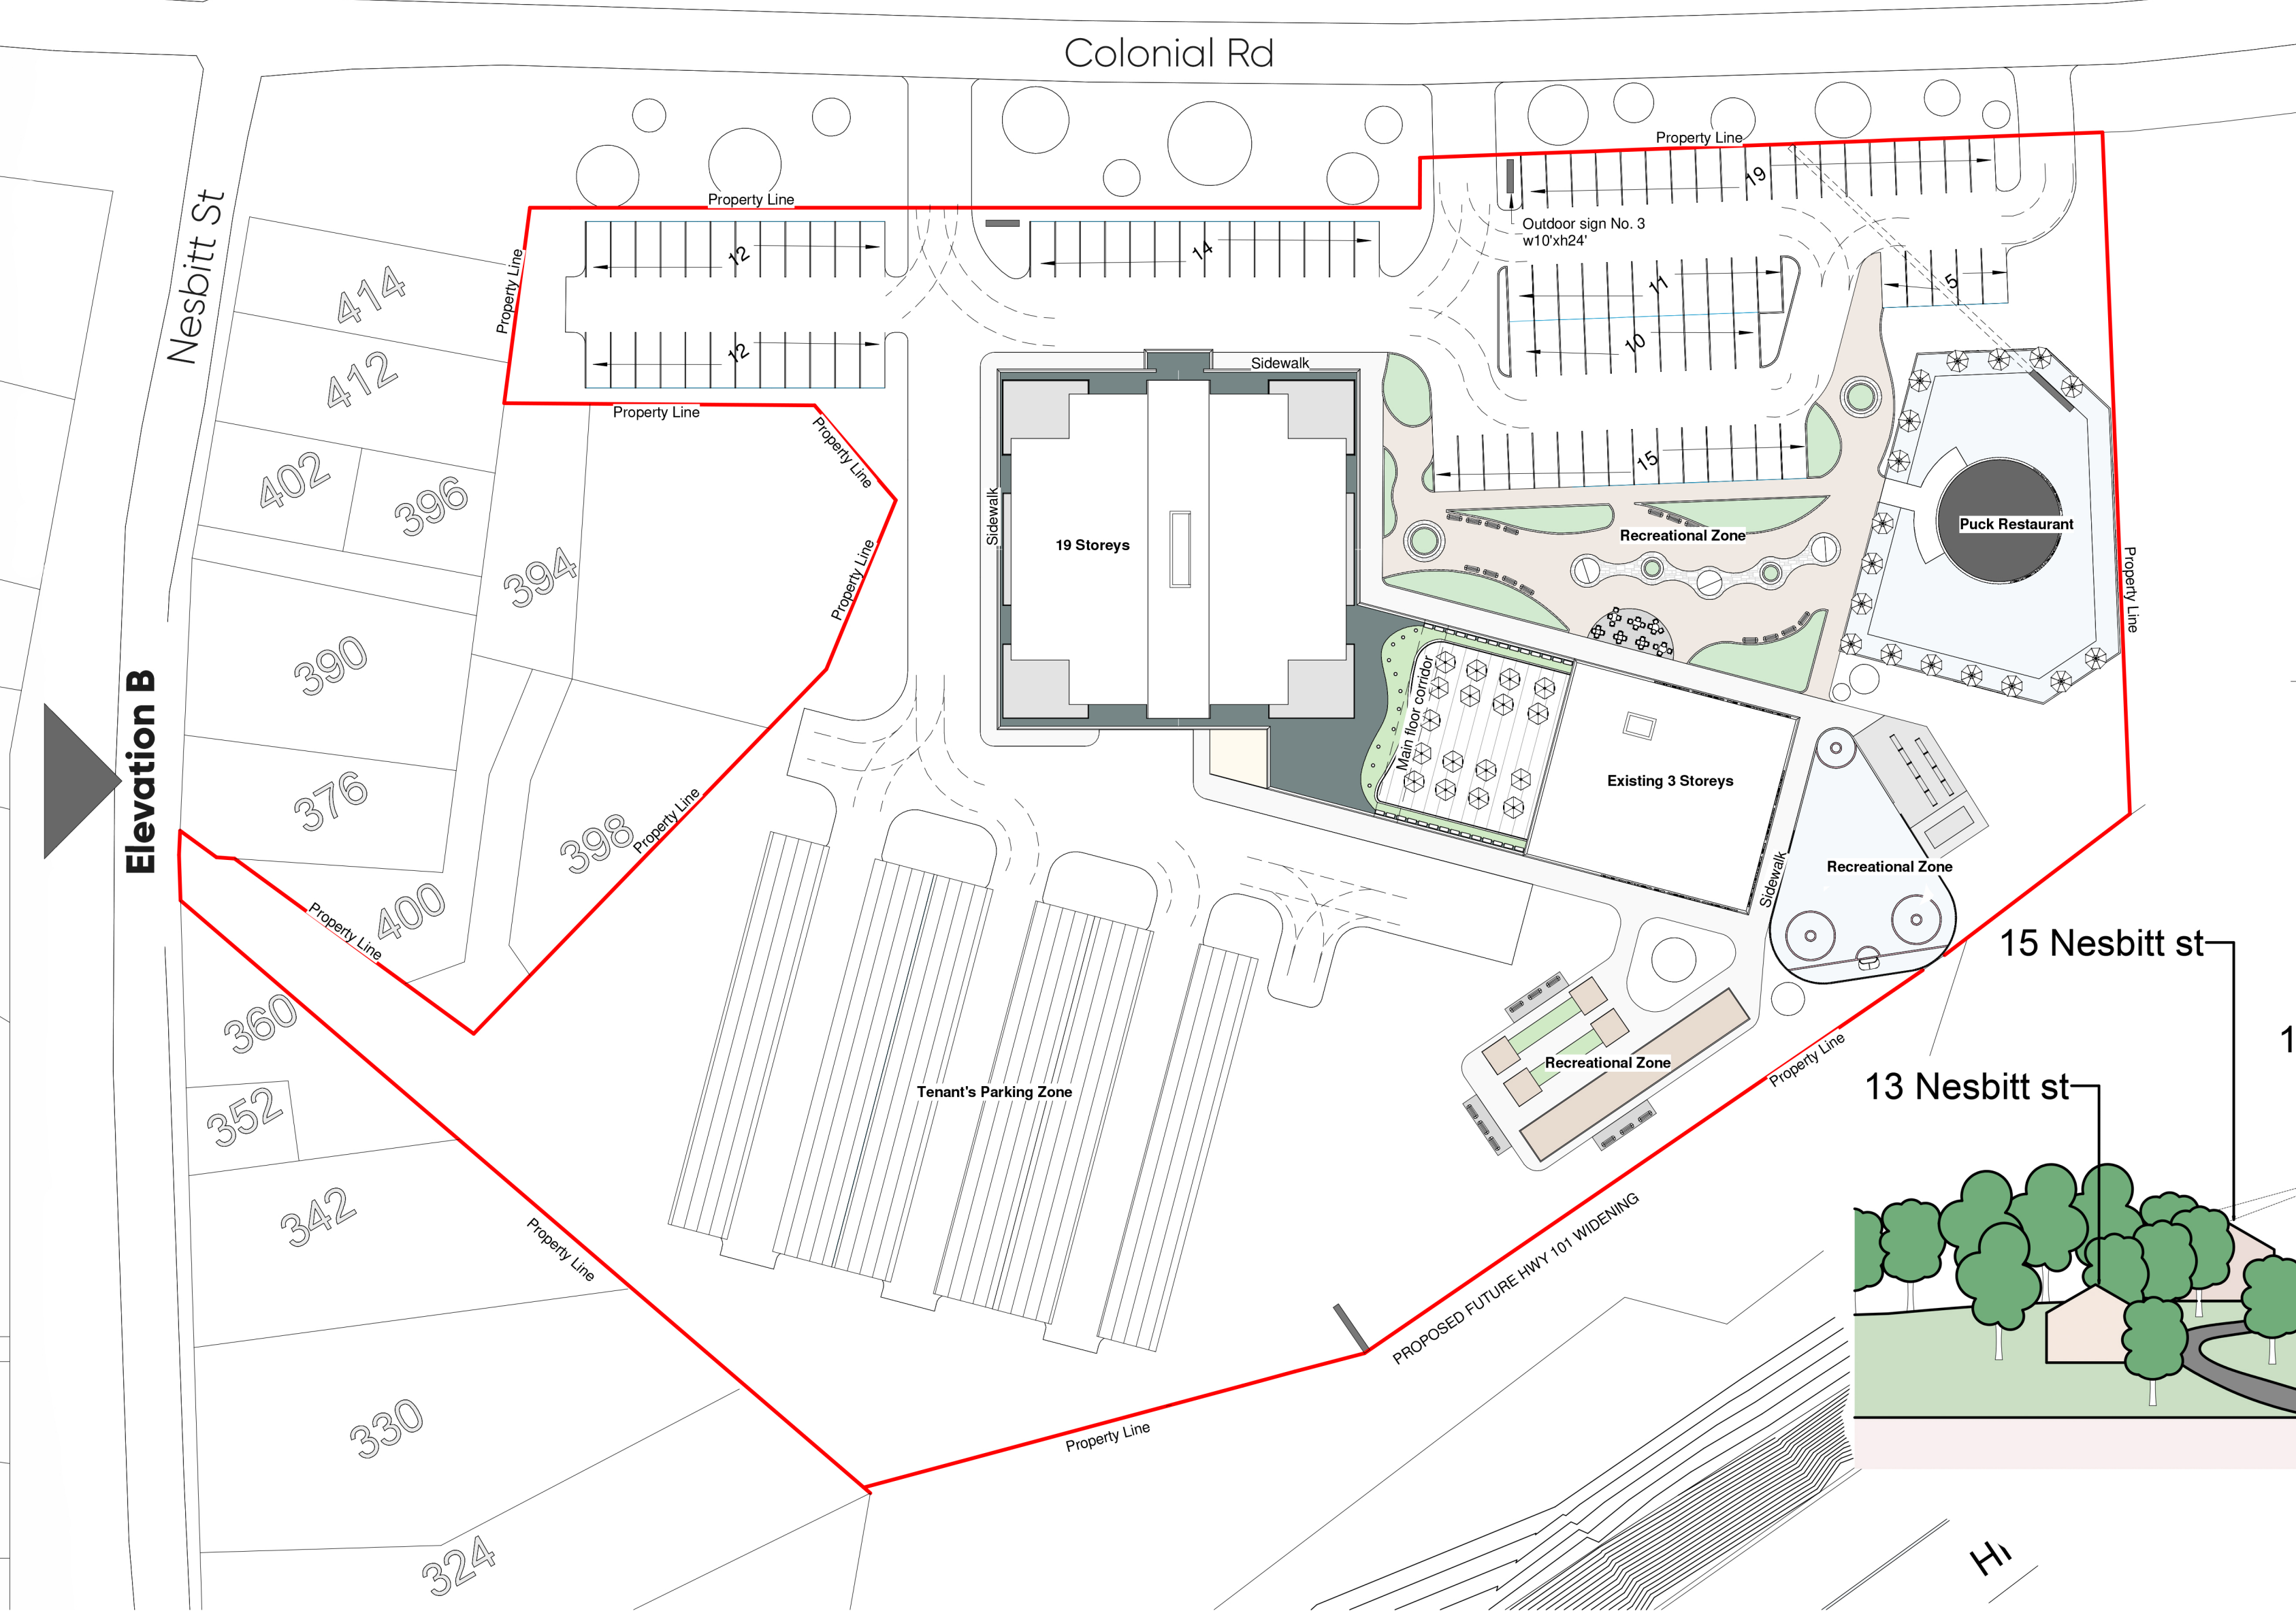 Colonial Rd
Property Line
Property Line
19
Nesbitt St
Outdoor sign No. 3
w10'xh24'
414
Property Line
12
14
11
5
412
12
10
Sidewalk
Property Line
Property Line
402
396
15
Sidewalk
19 Storeys
Recreational Zone
Puck Restaurant
394
Property Line
Property Line
390
Main floor corridor
Elevation B
376
398
Property Line
Existing 3 Storeys
Sidewalk
Recreational Zone
400
Property Line
15 Nesbitt st
360
1
352
Tenant's Parking Zone
Recreational Zone
Property Line
13 Nesbitt st
342
Property Line
PROPOSED FUTURE HWY 101 WIDENING
330
Property Line
324